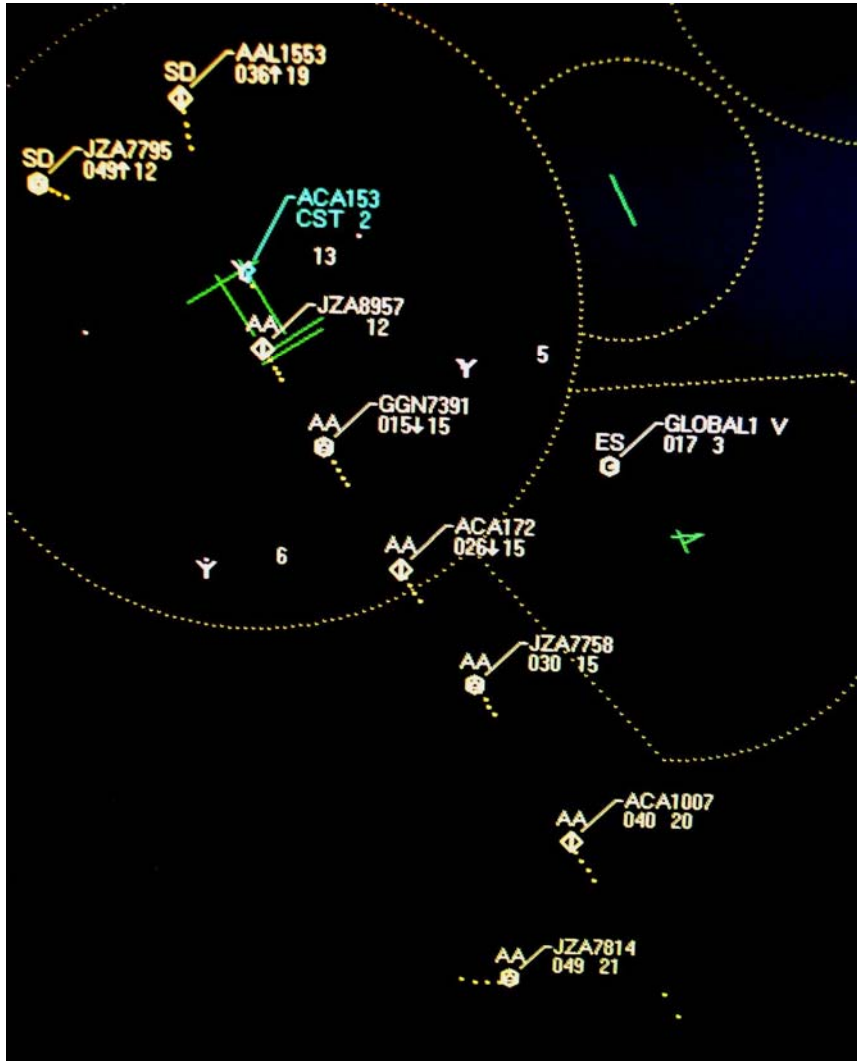 AAL1553
SD 036↑19
JZA7795
SD 049↑12
ACA153
CST 2
13
JZA8957
AA 12
5
GGN7391
AA 015↓15
GLOBAL1 V
ES 017 3
ACA172
AA 026↓15
6
JZA7758
AA 030 15
ACA1007
AA 040 20
JZA7814
AA 049 21